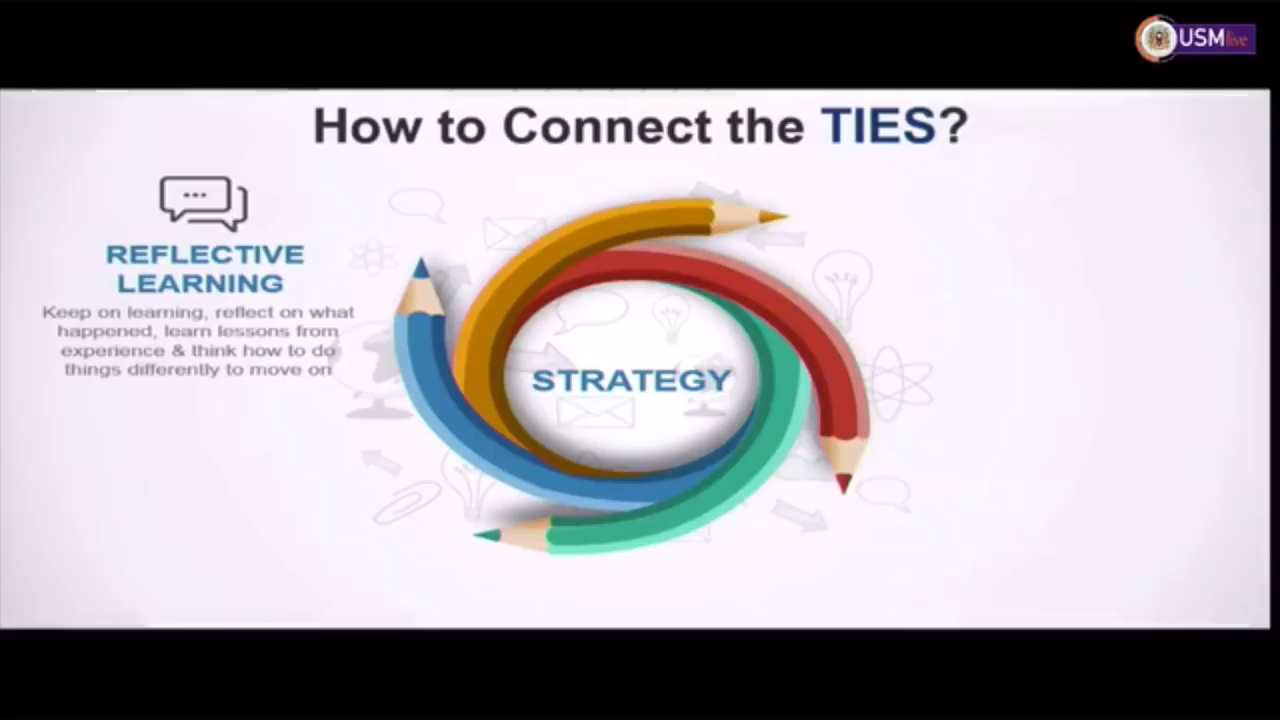 USMlive
How to Connect the TIES?
REFLECTIVE
LEARNING
Keep on learning, reflect on what
happened, learn lessons from
experience & think how to do
things differently to move on
STRATEGY